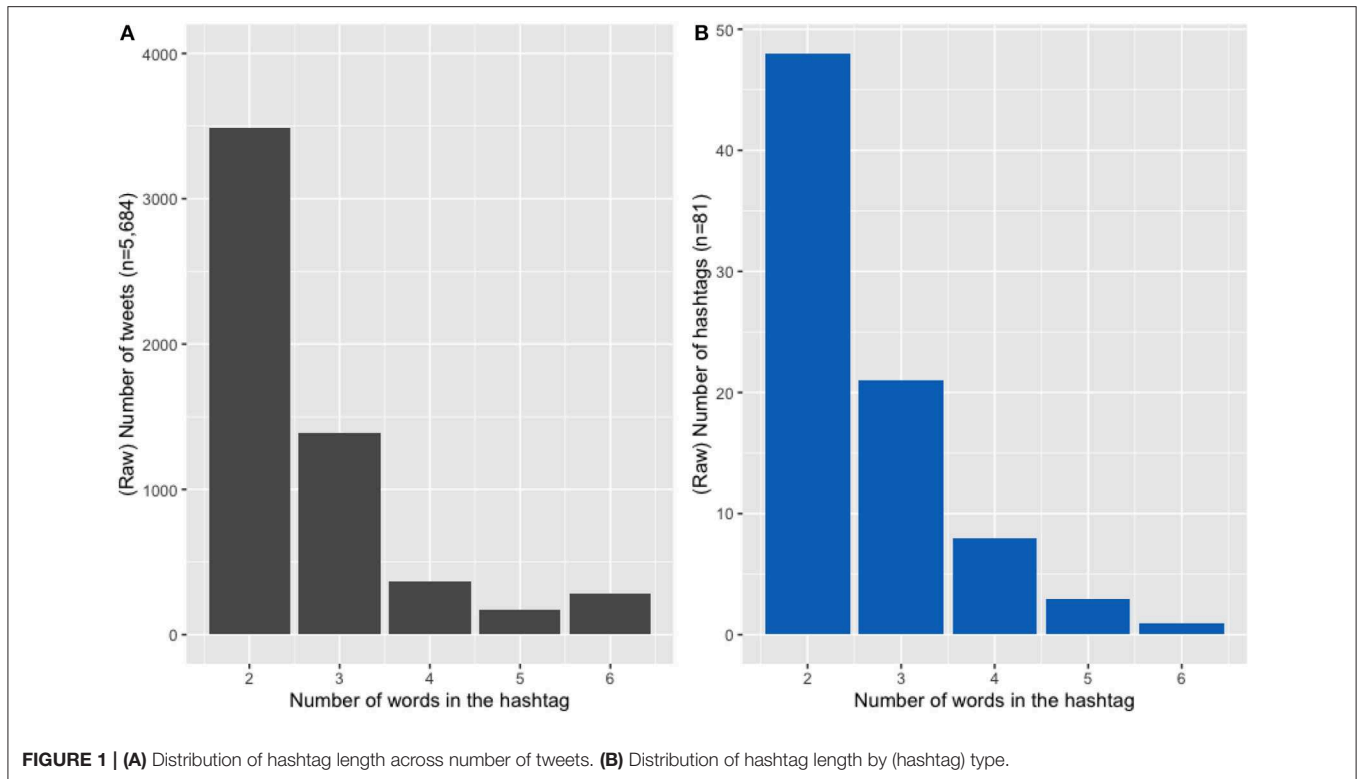 A
(Raw) Number of tweets (n=5,684)
4000
3000
2000
1000
0
2 3 4 5 6
Number of words in the hashtag
B
(Raw) Number of hashtags (n=81)
50
40
30
20
10
0
2 3 4 5 6
Number of words in the hashtag
FIGURE 1 | (A) Distribution of hashtag length across number of tweets. (B) Distribution of hashtag length by (hashtag) type.